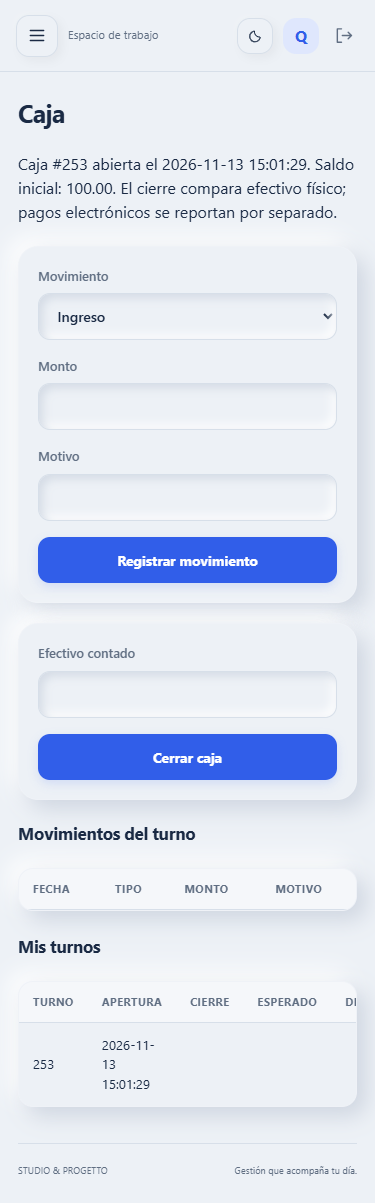 Espacio de trabajo
Q
Caja
Caja #253 abierta el 2026-11-13 15:01:29. Saldo
inicial: 100.00. El cierre compara efectivo físico;
pagos electrónicos se reportan por separado.
Movimiento
Ingreso
Monto
Motivo
Registrar movimiento
Efectivo contado
Cerrar caja
Movimientos del turno
FECHA TIPO MONTO MOTIVO
Mis turnos
TURNO APERTURA CIERRE ESPERADO
2026-11-
253 13
15:01:29
STUDIO & PROGETTO Gestión que acompaña tu día.